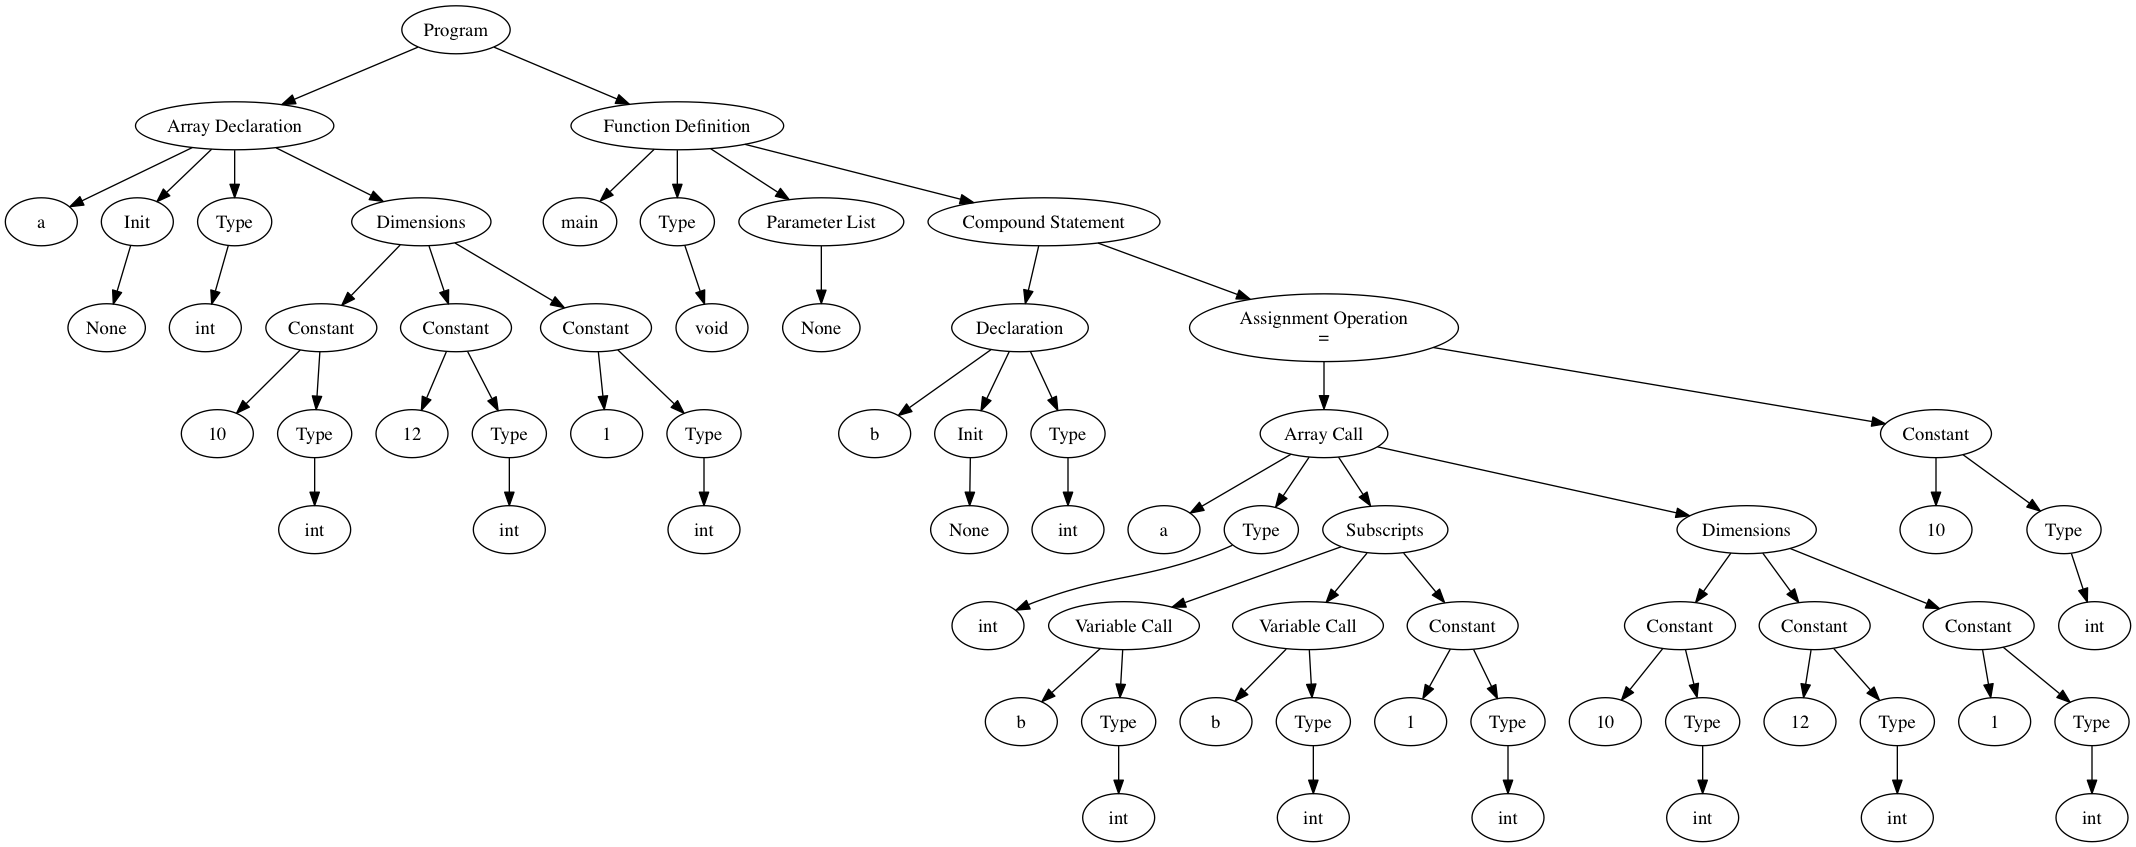 Program
Array Declaration
Function Definition
a
Init
Type
Dimensions
main
Type
Parameter List
Compound Statement
None
int
Constant
Constant
Constant
void
None
Declaration
Assignment Operation
=
10
Type
12
Type
1
Type
b
Init
Type
Array Call
Constant
int
int
int
None
int
a
Type
Subscripts
Dimensions
10
Type
int
Variable Call
Variable Call
Constant
Constant
Constant
Constant
int
b
Type
b
Type
1
Type
10
Type
12
Type
1
Type
int
int
int
int
int
int